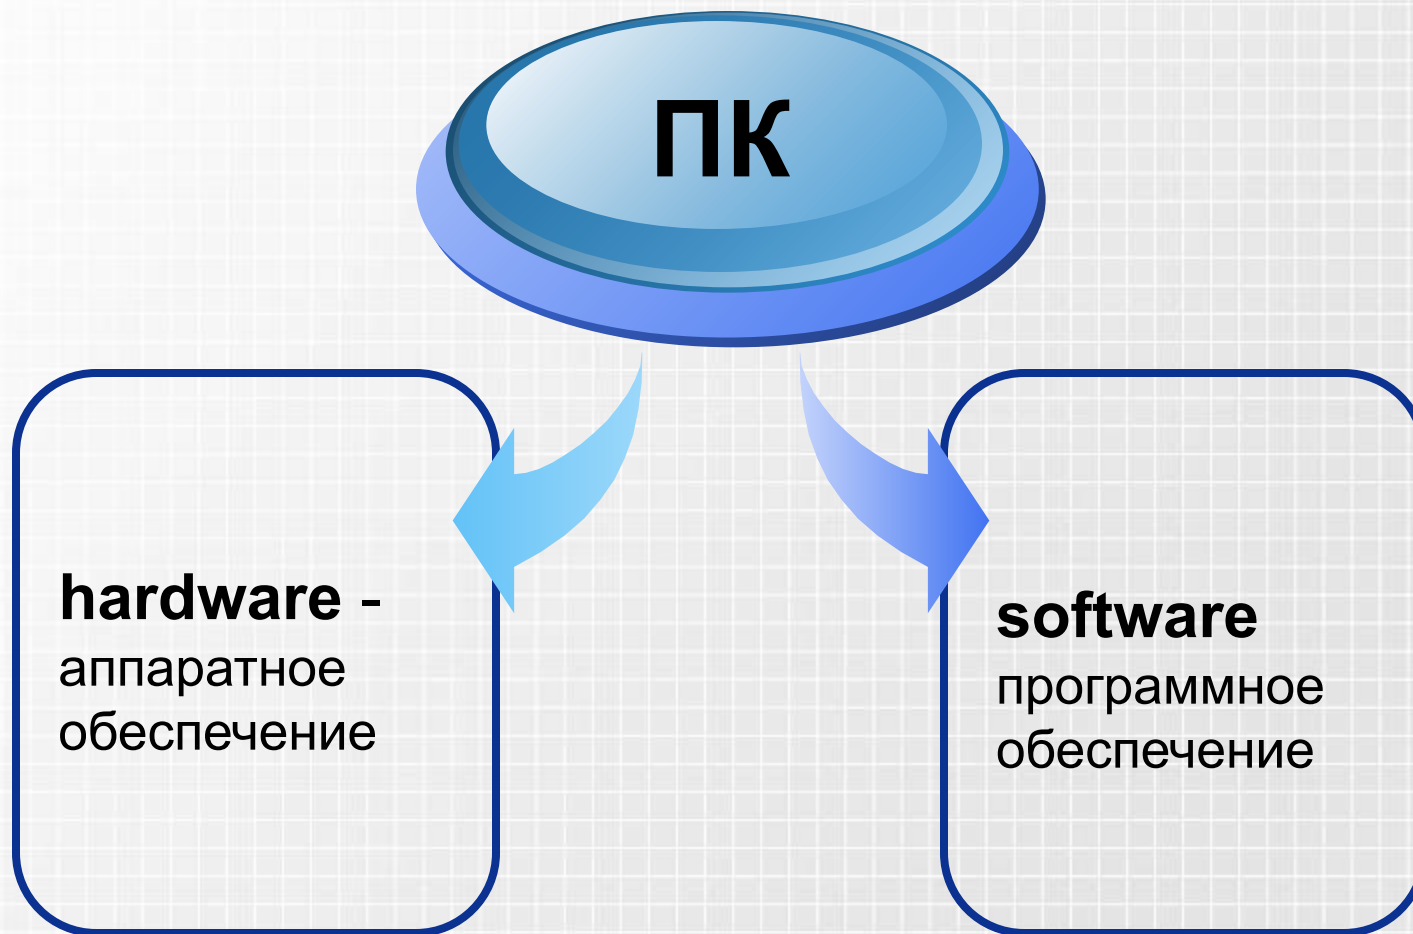 ПК
hardware -
аппаратное
обеспечение
software
программное
обеспечение